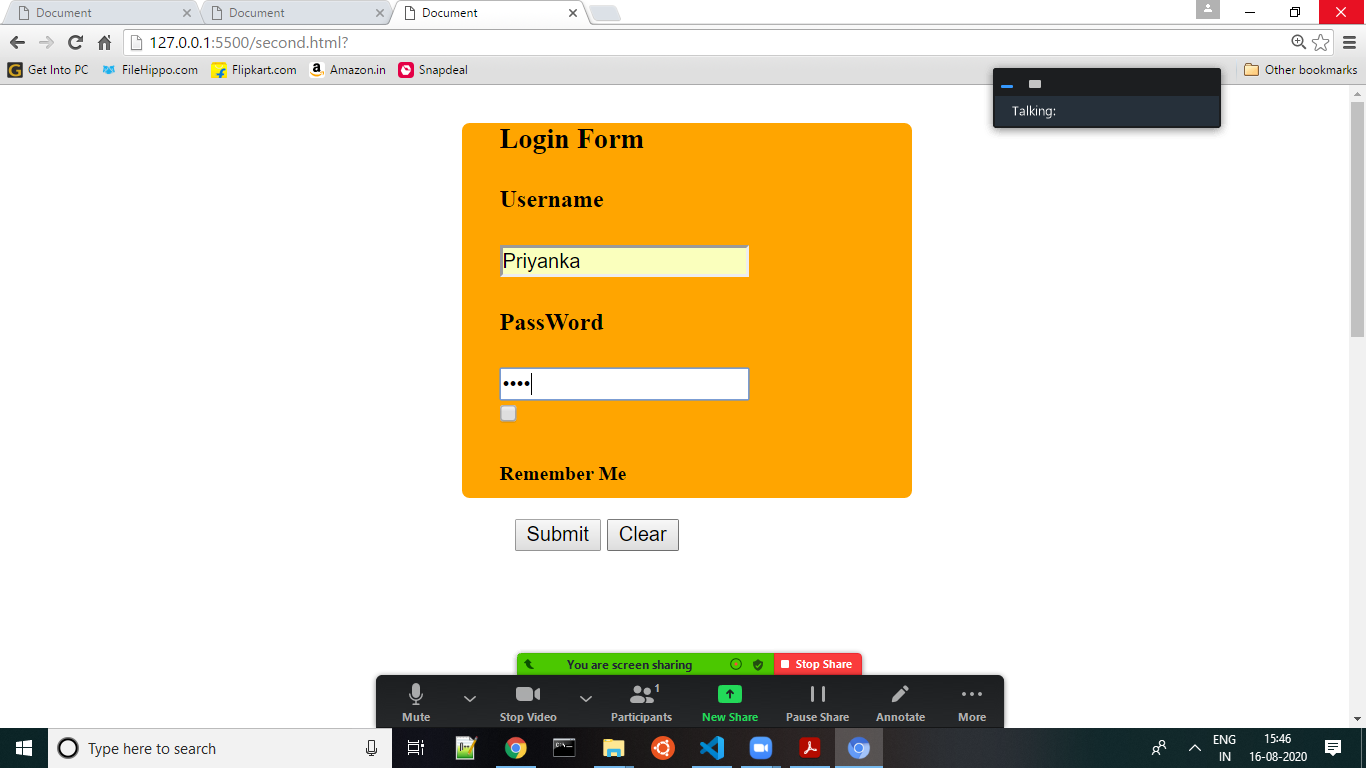 Document Document Document
127.0.0.1:5500/second.html?
Get Into PC FileHippo.com Flipkart.com Amazon.in Snapdeal Other bookmarks
Talking:
Login Form
Username
Priyanka
PassWord
••••
Remember Me
Submit Clear
You are screen sharing Stop Share
Mute Stop Video Participants 1 New Share Pause Share Annotate More
Type here to search
ENG
IN
15:46
16-08-2020